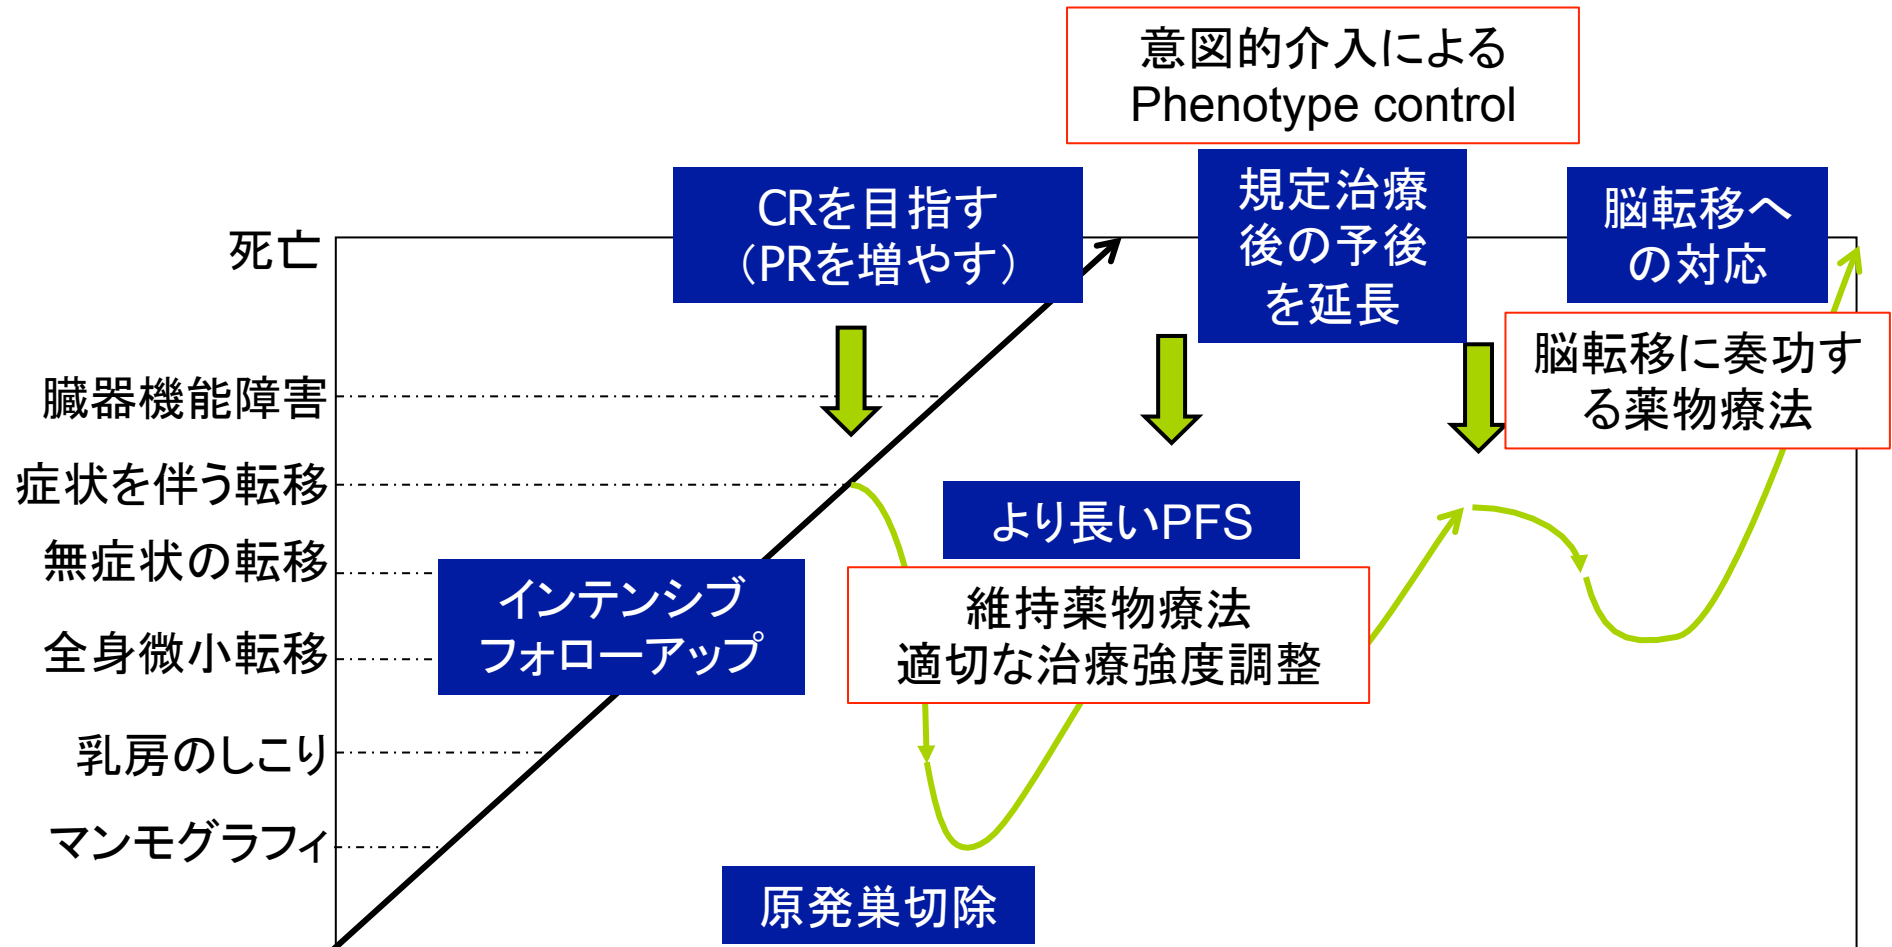 意図的介入による
Phenotype control
CRを目指す
（PRを増やす）
規定治療
後の予後
を延長
脳転移へ
の対応
死亡
脳転移に奏功す
る薬物療法
臓器機能障害
症状を伴う転移
より長いPFS
無症状の転移
インテンシブ
フォローアップ
維持薬物療法
適切な治療強度調整
全身微小転移
乳房のしこり
マンモグラフィ
原発巣切除